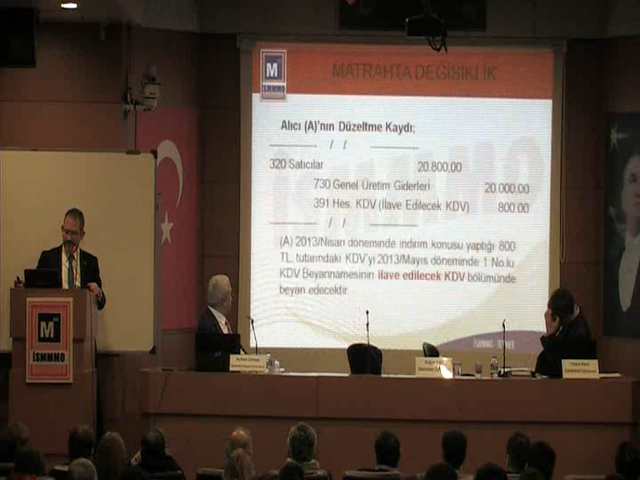 MATRAHTA DEĞİŞİKLİK
M
İSMMMO
Alıcı (A)'nın Düzeltme Kaydı;
/ /
320 Satıcılar 20.800,00
730 Genel Üretim Giderleri 20.000,00
391 Hes. KDV (İlave Edilecek KDV) 800,00
/ /
(A) 2013/Nisan döneminde indirim konusu yaptığı 800
TL. tutarındaki KDV'yi 2013/Mayıs döneminde 1 No.lu
KDV Beyannamesinin ilave edilecek KDV bölümünde
beyan edecektir.
M
İSMMMO